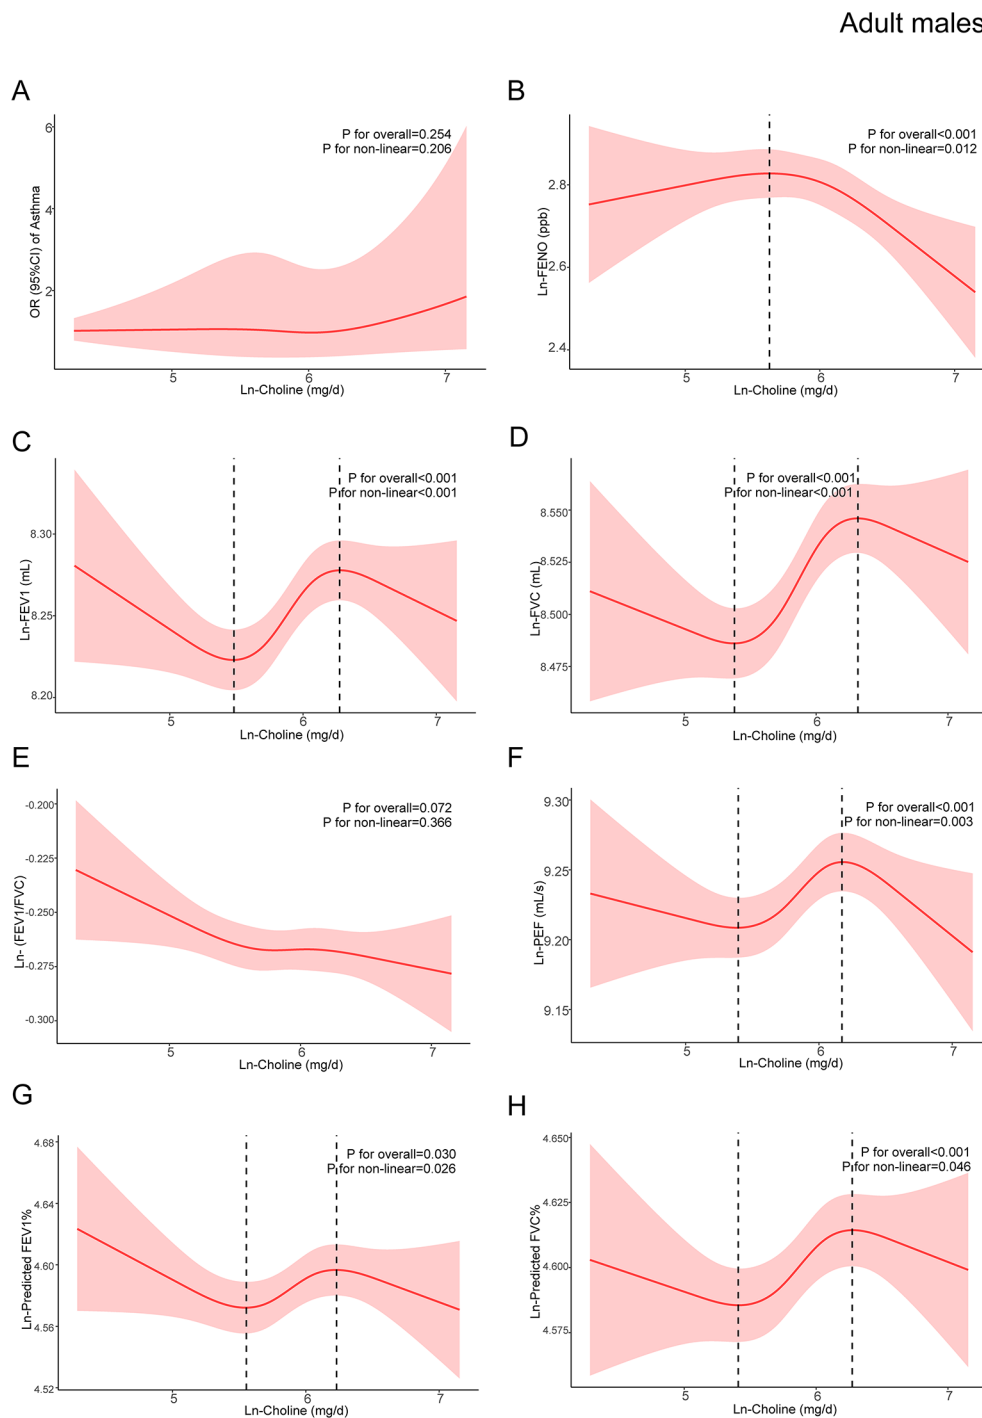 Adult males
A
P for overall=0.254
P for non-linear=0.206
OR (95%CI) of Asthma
6
4
2
5
6
7
Ln-Choline (mg/d)
B
P for overall<0.001
P for non-linear=0.012
Ln-FENO (ppb)
2.8
2.6
2.4
5
6
7
Ln-Choline (mg/d)
C
P for overall<0.001
P for non-linear<0.001
Ln-FEV1 (mL)
8.30
8.25
8.20
5
6
7
Ln-Choline (mg/d)
D
P for overall<0.001
P for non-linear<0.001
Ln-FVC (mL)
8.550
8.525
8.500
8.475
5
6
7
Ln-Choline (mg/d)
E
P for overall=0.072
P for non-linear=0.366
Ln- (FEV1/FVC)
-0.200
-0.225
-0.250
-0.275
-0.300
5
6
7
Ln-Choline (mg/d)
F
P for overall<0.001
P for non-linear=0.003
Ln-PEF (mL/s)
9.30
9.25
9.20
9.15
5
6
7
Ln-Choline (mg/d)
G
P for overall=0.030
P for non-linear=0.026
Ln-Predicted FEV1%
4.68
4.64
4.60
4.56
4.52
5
6
7
Ln-Choline (mg/d)
H
P for overall<0.001
P for non-linear=0.046
Ln-Predicted FVC%
4.650
4.625
4.600
4.575
5
6
7
Ln-Choline (mg/d)